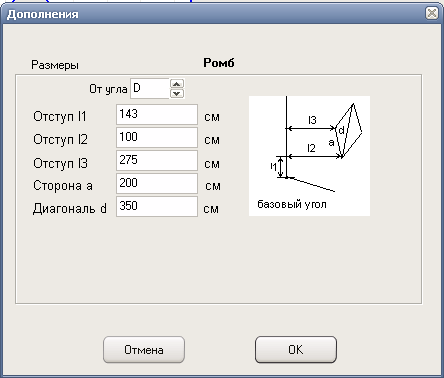 Дополнения
Размеры
Ромб
От угла D
Отступ l1 143 см
Отступ l2 100 см
Отступ l3 275 см
Сторона a 200 см
Диагональ d 350 см
l3
d
a
l2
l1
базовый угол
Отмена
OK